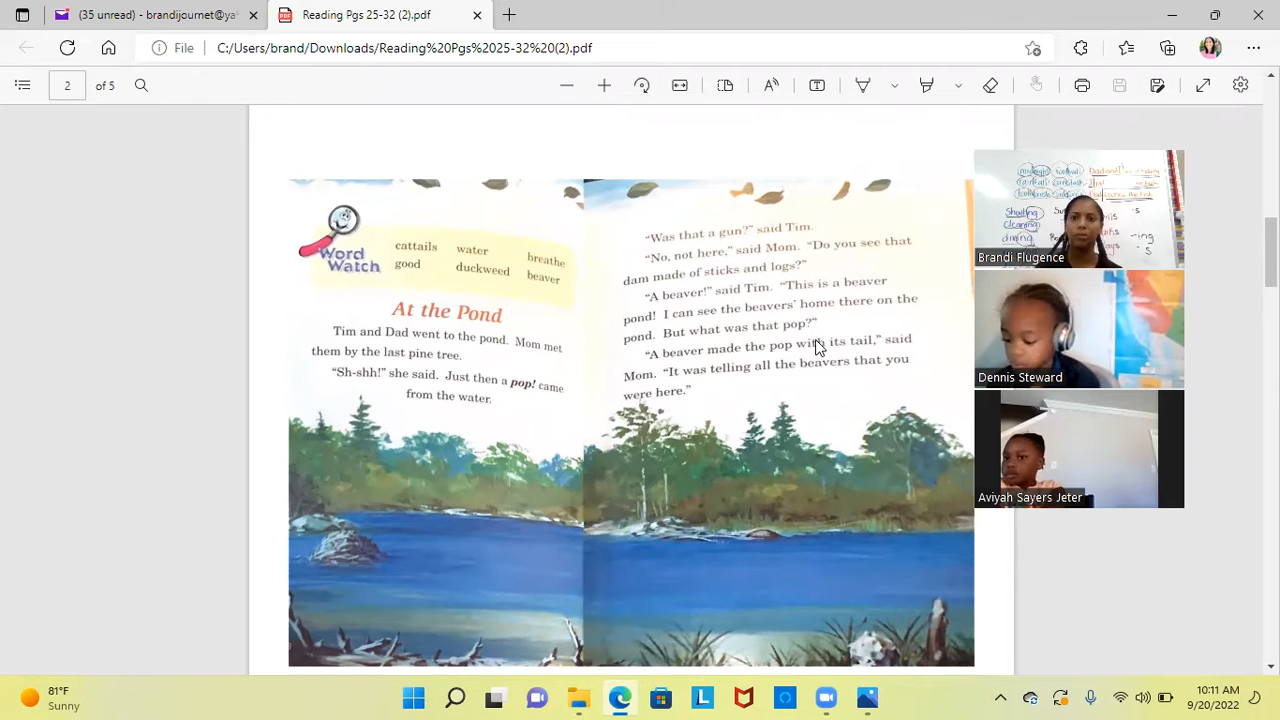 (35 unread) - brandijournet@ya
Reading Pgs 25-32 (2).pdf
File
C:/Users/brand/Downloads/Reading%20Pgs%2025-32%20(2).pdf
2 of 5
Word Watch
cattails water breathe
good duckweed beaver
At the Pond
Tim and Dad went to the pond. Mom met
them by the last pine tree.
"Sh-shh!" she said. Just then a pop! came
from the water.
"Was that a gun?" said Tim.
"No, not here," said Mom. "Do you see that
dam made of sticks and logs?"
"A beaver!" said Tim. "This is a beaver
pond! I can see the beavers' home there on the
pond. But what was that pop?"
"A beaver made the pop with its tail," said
Mom. "It was telling all the beavers that you
were here."
Shouting
Cleaning
-ing
Brandi Flugence
Dennis Steward
Aviyah Sayers Jeter
81°F
Sunny
10:11 AM
9/20/2022